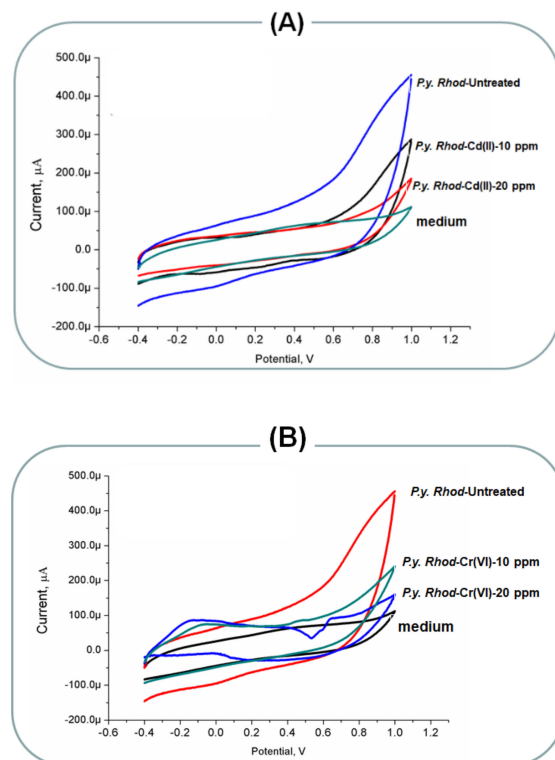 (A)
500.0µ
400.0µ
300.0µ
200.0µ
100.0µ
0.0
-100.0µ
-200.0µ
Current, µA
P.y. Rhod-Untreated
P.y. Rhod-Cd(II)-10 ppm
P.y. Rhod-Cd(II)-20 ppm
medium
-0.6 -0.4 -0.2 0.0 0.2 0.4 0.6 0.8 1.0 1.2
Potential, V
(B)
500.0µ
400.0µ
300.0µ
200.0µ
100.0µ
0.0
-100.0µ
-200.0µ
Current, µA
P.y. Rhod-Untreated
P.y. Rhod-Cr(VI)-10 ppm
P.y. Rhod-Cr(VI)-20 ppm
medium
-0.6 -0.4 -0.2 0.0 0.2 0.4 0.6 0.8 1.0 1.2
Potential, V